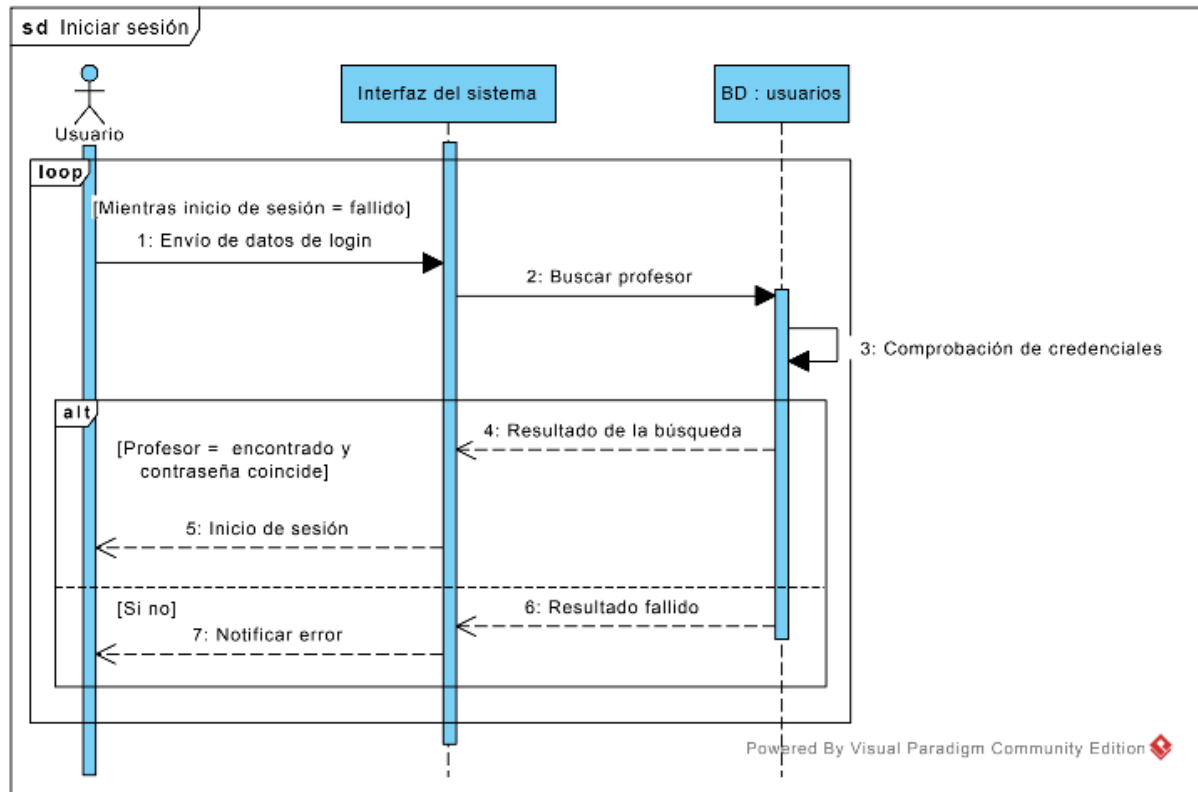 sd Iniciar sesión
Usuario
Interfaz del sistema
BD : usuarios
loop
[Mientras inicio de sesión = fallido]
1: Envío de datos de login
2: Buscar profesor
3: Comprobación de credenciales
alt
[Profesor = encontrado y
contraseña coincide]
4: Resultado de la búsqueda
5: Inicio de sesión
[Si no]
6: Resultado fallido
7: Notificar error
Powered By Visual Paradigm Community Edition